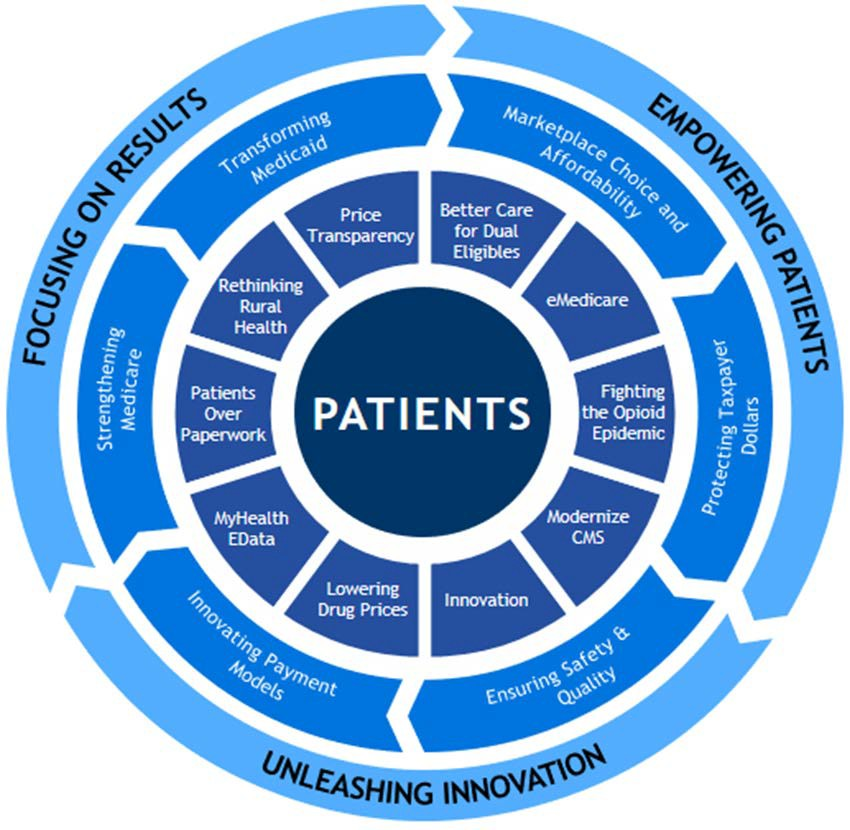 FOCUSING ON RESULTS
EMPOWERING PATIENTS
UNLEASHING INNOVATION
Transforming
Medicaid
Marketplace Choice and
Affordability
Protecting Taxpayer
Dollars
Ensuring Safety &
Quality
Innovating Payment
Models
Strengthening
Medicare
Price
Transparency
Better Care
for Dual
Eligibles
eMedicare
Fighting
the Opioid
Epidemic
Modernize
CMS
Innovation
Lowering
Drug Prices
MyHealth
EData
Patients
Over
Paperwork
Rethinking
Rural
Health
PATIENTS